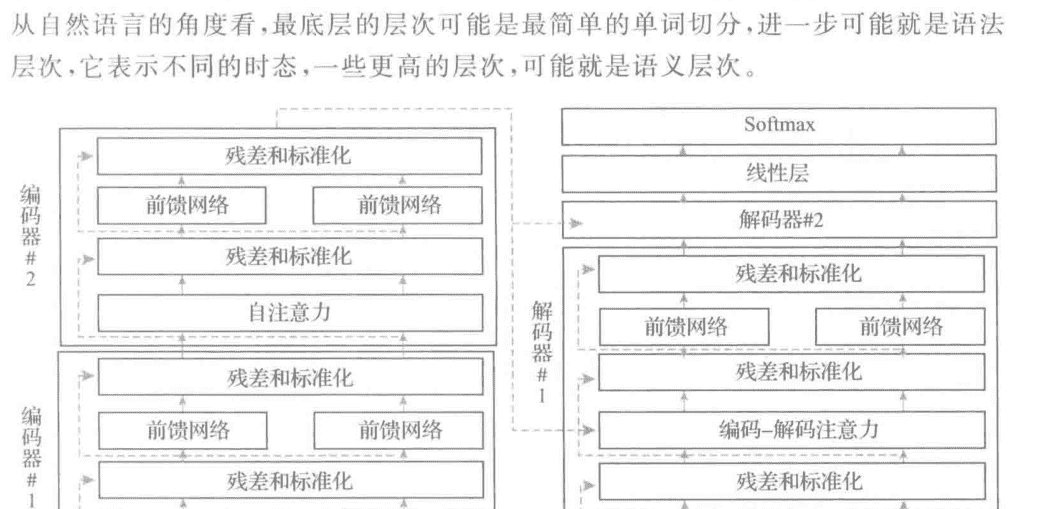 从自然语言的角度看,最底层的层次可能是最简单的单词切分,进一步可能就是语法
层次,它表示不同的时态,一些更高的层次,可能就是语义层次。
编码器#2
残差和标准化
前馈网络 前馈网络
残差和标准化
自注意力
编码器#1
残差和标准化
前馈网络 前馈网络
残差和标准化
Softmax
线性层
解码器#2
解码器#1
残差和标准化
前馈网络 前馈网络
残差和标准化
编码–解码注意力
残差和标准化